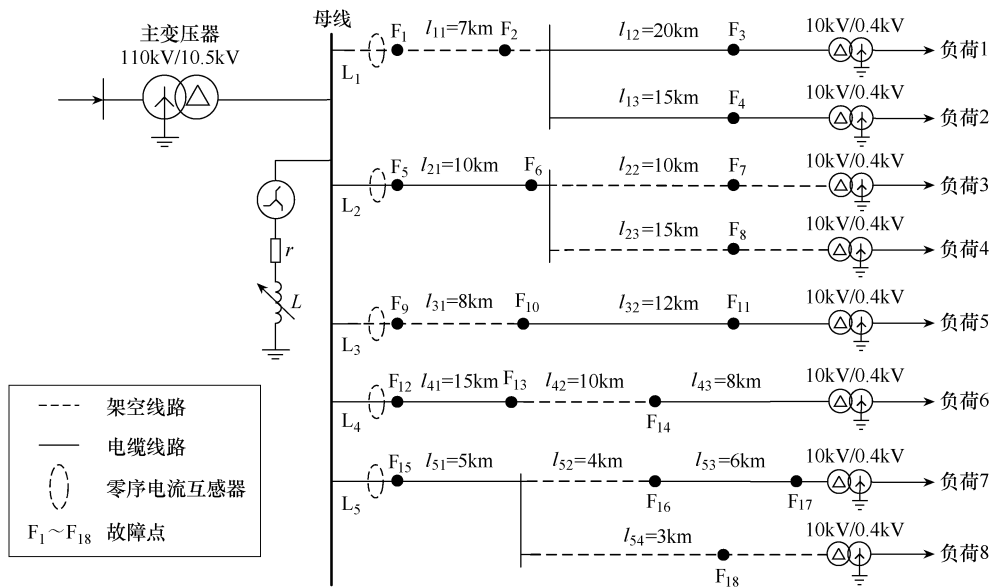 母线
主变压器
110kV/10.5kV
r
L
L₁
F₁
l₁₁=7km
F₂
l₁₂=20km
F₃
10kV/0.4kV
负荷1
l₁₃=15km
F₄
10kV/0.4kV
负荷2
L₂
F₅
l₂₁=10km
F₆
l₂₂=10km
F₇
10kV/0.4kV
负荷3
l₂₃=15km
F₈
10kV/0.4kV
负荷4
L₃
F₉
l₃₁=8km
F₁₀
l₃₂=12km
F₁₁
10kV/0.4kV
负荷5
L₄
F₁₂
l₄₁=15km
F₁₃
l₄₂=10km
F₁₄
l₄₃=8km
10kV/0.4kV
负荷6
L₅
F₁₅
l₅₁=5km
l₅₂=4km
F₁₆
l₅₃=6km
F₁₇
10kV/0.4kV
负荷7
l₅₄=3km
F₁₈
10kV/0.4kV
负荷8
架空线路
电缆线路
零序电流互感器
F₁～F₁₈ 故障点